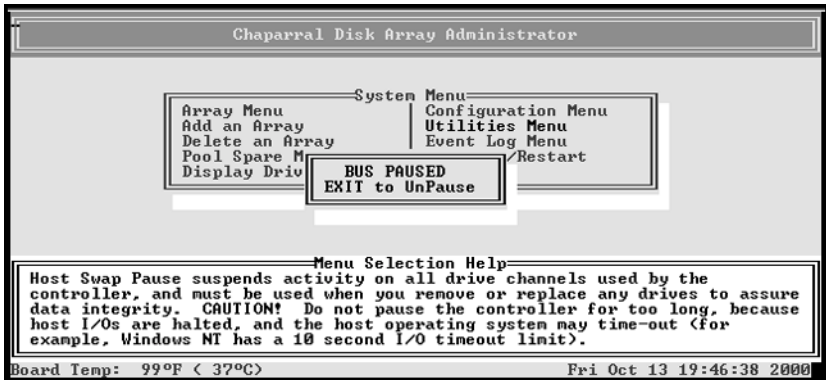 Chaparral Disk Array Administrator
System Menu
Array Menu Configuration Menu
Add an Array Utilities Menu
Delete an Array Event Log Menu
Pool Spare M /Restart
Display Driv
BUS PAUSED
EXIT to UnPause
Menu Selection Help
Host Swap Pause suspends activity on all drive channels used by the
controller, and must be used when you remove or replace any drives to assure
data integrity. CAUTION! Do not pause the controller for too long, because
host I/Os are halted, and the host operating system may time-out (for
example, Windows NT has a 10 second I/O timeout limit).
Board Temp: 99ºF ( 37ºC) Fri Oct 13 19:46:38 2000